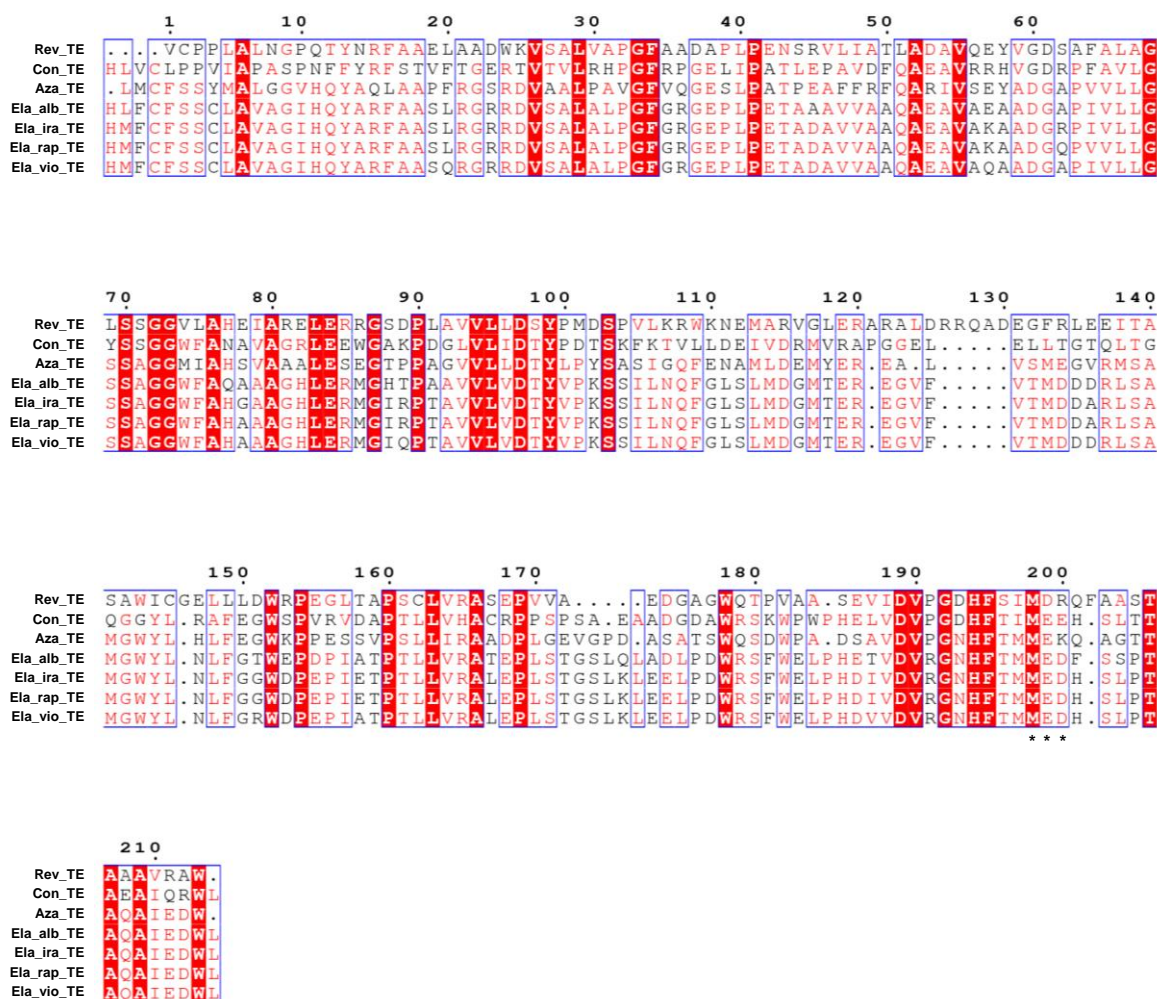 1 10 20 30 40 50 60
Rev_TE ...VCPPLALNGPQTYNRFAAELAADWKVSALVAPGFAADAPLPENSRVLIATLADAVQEYVGDSAFALAG
Con_TE HLVCLPPVIAPASPNFFYRFSTVFTGERTVTVLRHPGFRPGELIPATLEPAVDFQAEAVRRHVGDRPFAVLG
Aza_TE .LMCFSSYMALGGVHQYAQLAAPFRGSRDVAALPAVGFVQGESLPATPEAFFRFQARIVSEYADGAPVVLLG
Ela_alb_TE HLFCFSSCLAVAGIHQYARFAASLRGRRDVSALALPGFGRGEPLPETAAAVVAAQAEAVAEYADGAPIVLLG
Ela_ira_TE HMFCFSSCLAVAGIHQYARFAASLRGRRDVSALALPGFGRGEPLPETADAVVAAQAEAVAKAADGRPIVLLG
Ela_rap_TE HMFCFSSCLAVAGIHQYARFAASLRGRRDVSALALPGFGRGEPLPETADAVVAAQAEAVAKAADGQPVVLLG
Ela_vio_TE HMFCFSSCLAVAGIHQYARFAASQRGRRDVSALALPGFGRGEPLPETADAVVAAQAEAVAQAADGAPIVLLG
70 80 90 100 110 120 130 140
Rev_TE LSSGGVLAHEIARELERRGSDPLAVVLLDSYPMDSPVLKRWKNEMARVGLERARALDRRQADEGFRLEEITA
Con_TE YSSGGWFANAVAGRLEEWGAKPDGLVLIDTYPDTSKFKTVLLDEIVDRMVRAPGGEL.....ELLTGTQLTG
Aza_TE SSAGGMIAHSVAAALESEGTPPAGVVLLDTYLPYSASIGQFENAMLDEMYER.EA.L.....VSMEGVRMSA
Ela_alb_TE SSAGGWFAQAAAGHLERMGHTPAAVVLVDTYVPKSSILNQFGLSLMDGMTER.EGVF.....VTMDDDRLSA
Ela_ira_TE SSAGGWFAHGAAGHLERMGIRPTAVVLVDTYVPKSSILNQFGLSLMDGMTER.EGVF.....VTMDDARLSA
Ela_rap_TE SSAGGWFAHAAAGHLERMGIRPTAVVLVDTYVPKSSILNQFGLSLMDGMTER.EGVF.....VTMDDARLSA
Ela_vio_TE SSAGGWFAHAAAGHLERMGIQPTAVVLVDTYVPKSSILNQFGLSLMDGMTER.EGVF.....VTMDDDRLSA
150 160 170 180 190 200
Rev_TE SAWICGELLLDWRPEGLTAPSCLVRASEPVVA.....EDGAGWQTPVAA.SEVIDVPGDHFSIMDRQFAAST
Con_TE QGGYL.RAFEGWSPVRVDAPTLLVHACRPPSPSA.EAADGDAWRSKWPWPHELVDVPGDHFTIMEEH.SLTT
Aza_TE MGWYL.HLFEGWKPPESSVPSLLIRAADPLGEVGPD.ASATSWQSDWPA.DSAVDVPGNHFTMMEKQ.AGTT
Ela_alb_TE MGWYL.NLFGTWEPDPIATPTLLVRATEPLSTGSLQLADLPDWRSFWELPHETVDVRGNHFTMMEDF.SSPT
Ela_ira_TE MGWYL.NLFGGWDPEPIETPTLLVRALEPLSTGSLKLEELPDWRSFWELPHDIVDVRGNHFTMMEDH.SLPT
Ela_rap_TE MGWYL.NLFGGWDPEPIETPTLLVRALEPLSTGSLKLEELPDWRSFWELPHDIVDVRGNHFTMMEDH.SLPT
Ela_vio_TE MGWYL.NLFGRWDPEPIATPTLLVRALEPLSTGSLKLEELPDWRSFWELPHDVVDVRGNHFTMMEDH.SLPT
* * *
210
Rev_TE AAAVRAW.
Con_TE AEAIQRWL
Aza_TE AQAIEDW.
Ela_alb_TE AQAIEDWL
Ela_ira_TE AQAIEDWL
Ela_rap_TE AQAIEDWL
Ela_vio_TE AQAIEDWL